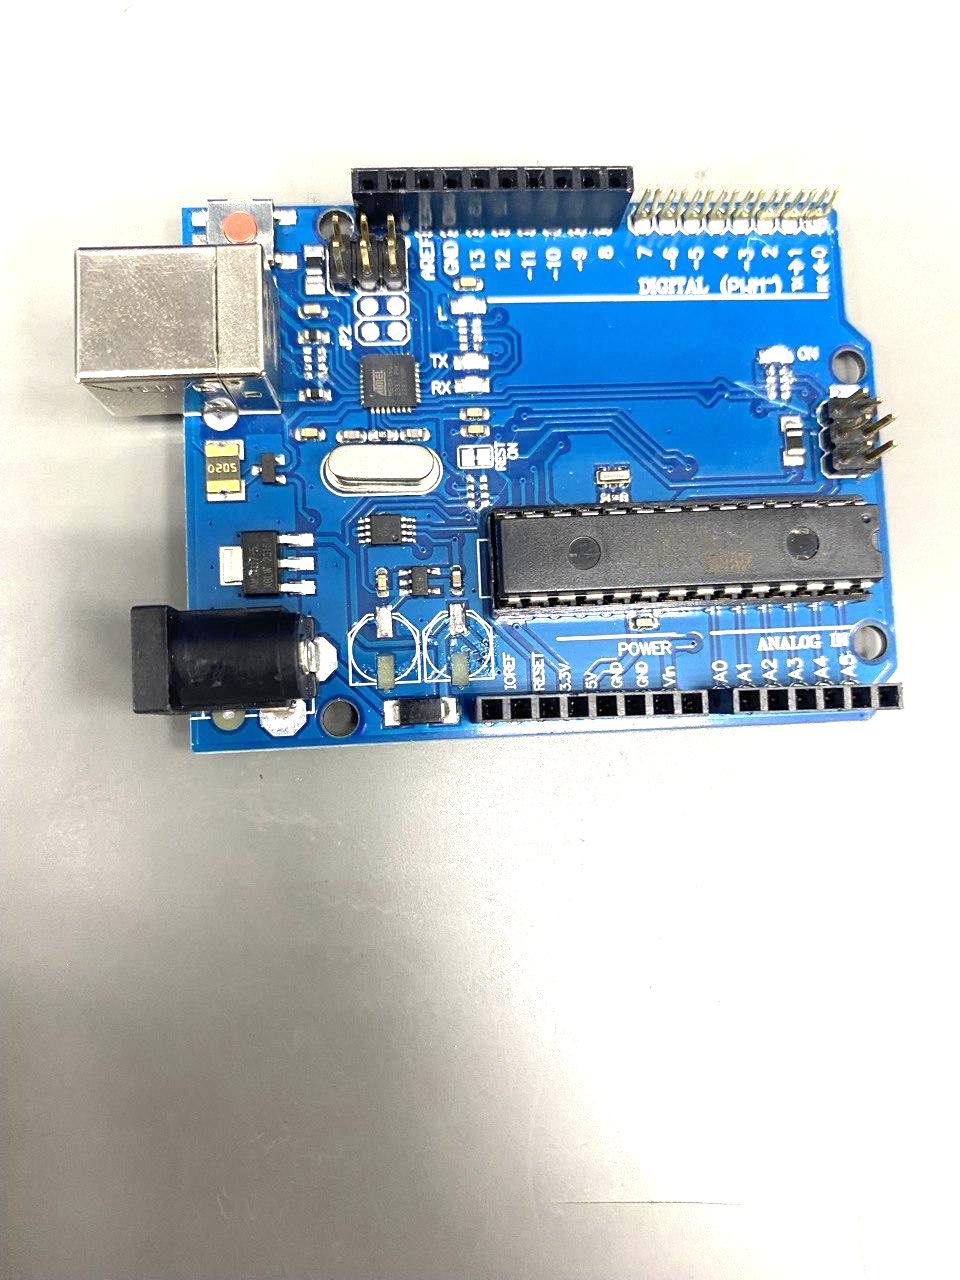 AREF
GND
13
12
~11
~10
~9
8
7
~6
~5
4
~3
2
1
0
DIGITAL (PWM~)
L
JP2
TX
RX
ON
ATMEL
5020
POWER
ANALOG IN
IOREF
RESET
3.3V
5V
GND
GND
Vin
A0
A1
A2
A3
A4
A5